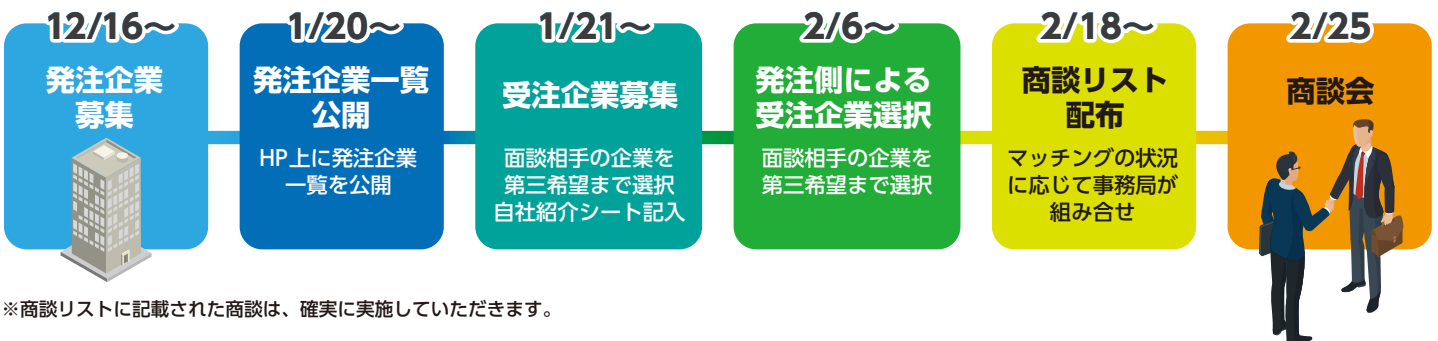 12/16〜
発注企業
募集
1/20〜
発注企業一覧
公開
HP上に発注企業
一覧を公開
1/21〜
受注企業募集
面談相手の企業を
第三希望まで選択
自社紹介シート記入
2/6〜
発注側による
受注企業選択
面談相手の企業を
第三希望まで選択
2/18〜
商談リスト
配布
マッチングの状況
に応じて事務局が
組み合せ
2/25
商談会
※商談リストに記載された商談は、確実に実施していただきます。